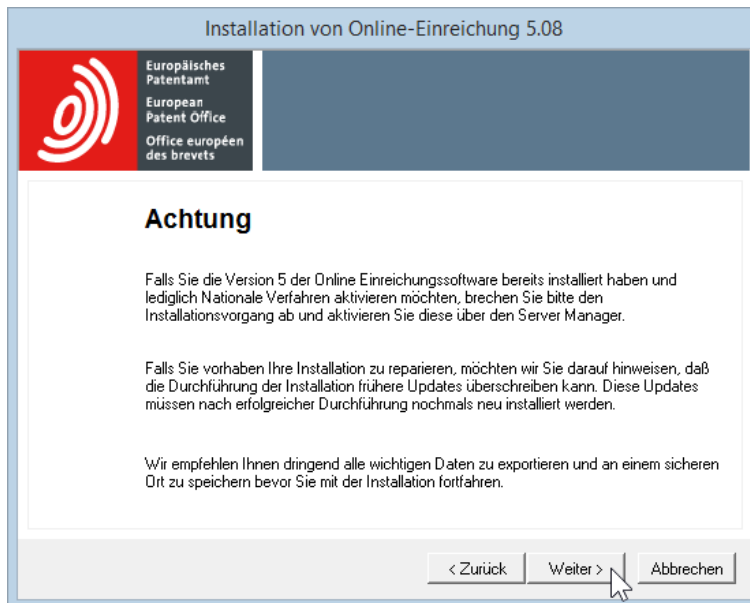 Installation von Online-Einreichung 5.08
Europäisches
Patentamt
European
Patent Office
Office européen
des brevets
Achtung
Falls Sie die Version 5 der Online Einreichungssoftware bereits installiert haben und
lediglich Nationale Verfahren aktivieren möchten, brechen Sie bitte den
Installationsvorgang ab und aktivieren Sie diese über den Server Manager.
Falls Sie vorhaben Ihre Installation zu reparieren, möchten wir Sie darauf hinweisen, daß
die Durchführung der Installation frühere Updates überschreiben kann. Diese Updates
müssen nach erfolgreicher Durchführung nochmals neu installiert werden.
Wir empfehlen Ihnen dringend alle wichtigen Daten zu exportieren und an einem sicheren
Ort zu speichern bevor Sie mit der Installation fortfahren.
< Zurück Weiter > Abbrechen